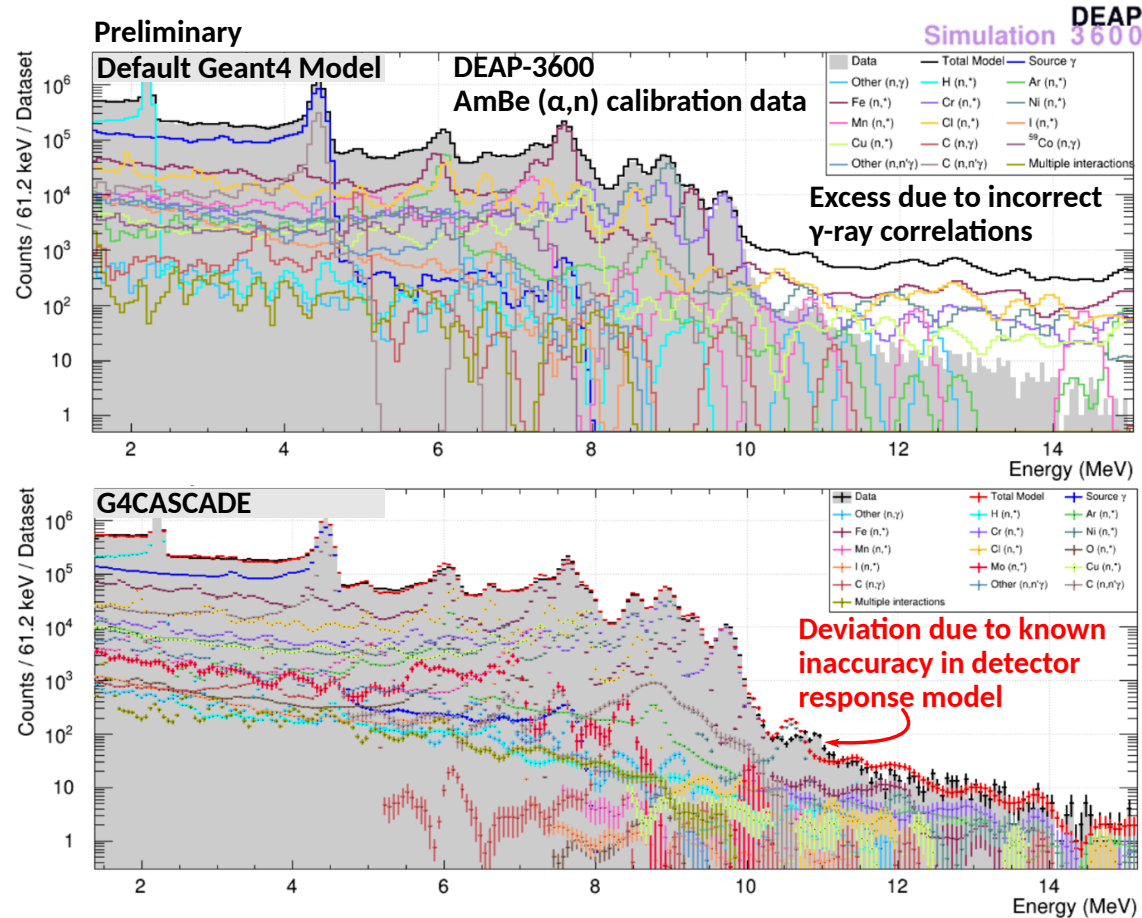 Preliminary
DEAP
Simulation 3600
Default Geant4 Model
DEAP-3600
AmBe (α,n) calibration data
Data
Total Model
Source γ
Other (n,γ)
H (n,*)
Ar (n,*)
Fe (n,*)
Cr (n,*)
Ni (n,*)
Mn (n,*)
Cl (n,*)
I (n,*)
Cu (n,*)
C (n,γ)
⁵⁹Co (n,γ)
Other (n,n'γ)
C (n,n'γ)
Multiple interactions
Excess due to incorrect
γ-ray correlations
Counts / 61.2 keV / Dataset
10⁶
10⁵
10⁴
10³
10²
10
1
2 4 6 8 10 12 14
Energy (MeV)
G4CASCADE
Data
Total Model
Source γ
Other (n,γ)
H (n,*)
Ar (n,*)
Fe (n,*)
Cr (n,*)
Ni (n,*)
Mn (n,*)
Cl (n,*)
O (n,*)
I (n,*)
Mo (n,*)
Cu (n,*)
C (n,γ)
Other (n,n'γ)
C (n,n'γ)
Multiple interactions
Deviation due to known
inaccuracy in detector
response model
Counts / 61.2 keV / Dataset
10⁶
10⁵
10⁴
10³
10²
10
1
2 4 6 8 10 12 14
Energy (MeV)